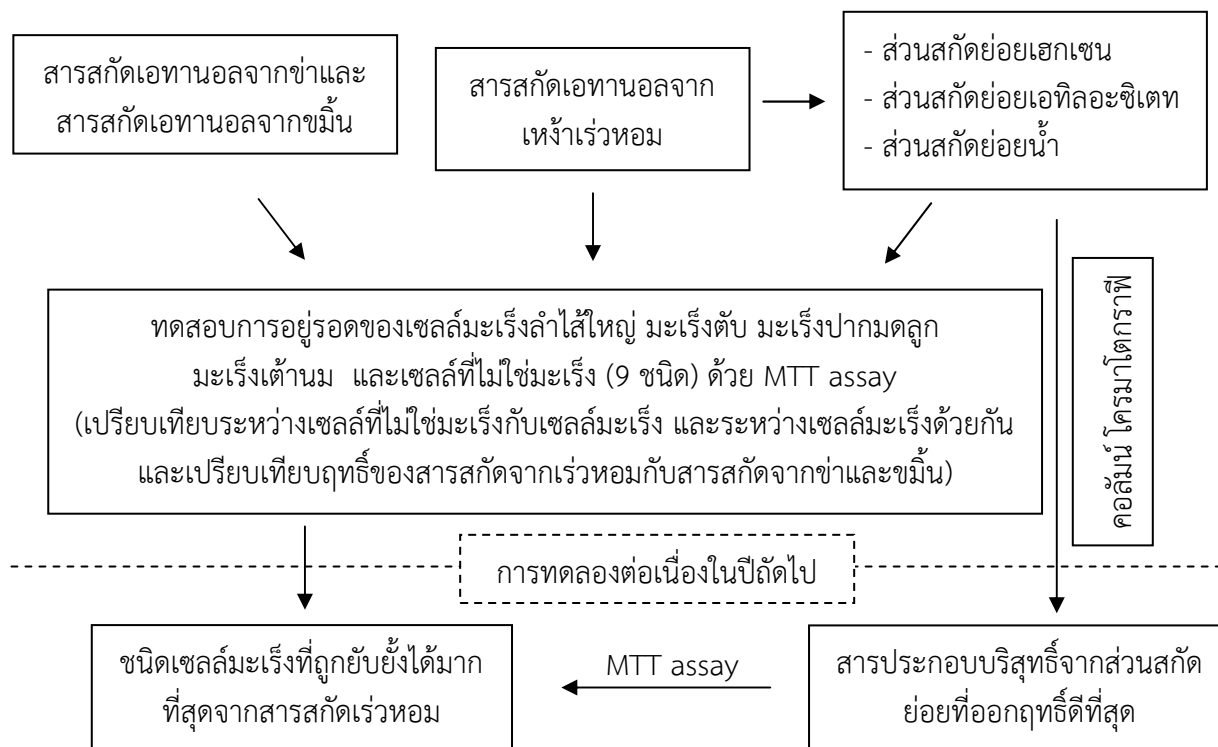 สารสกัดเอทานอลจากข่าและ
สารสกัดเอทานอลจากขมิ้น
สารสกัดเอทานอลจาก
เหง้าเร่วหอม
- ส่วนสกัดย่อยเฮกเซน
- ส่วนสกัดย่อยเอทิลอะซิเตท
- ส่วนสกัดย่อยน้ำ
คอลัมน์ โครมาโตกราฟี
ทดสอบการอยู่รอดของเซลล์มะเร็งลำไส้ใหญ่ มะเร็งตับ มะเร็งปากมดลูก
มะเร็งเต้านม และเซลล์ที่ไม่ใช่มะเร็ง (9 ชนิด) ด้วย MTT assay
(เปรียบเทียบระหว่างเซลล์ที่ไม่ใช่มะเร็งกับเซลล์มะเร็ง และระหว่างเซลล์มะเร็งด้วยกัน
และเปรียบเทียบฤทธิ์ของสารสกัดจากเร่วหอมกับสารสกัดจากข่าและขมิ้น)
การทดลองต่อเนื่องในปีถัดไป
ชนิดเซลล์มะเร็งที่ถูกยับยั้งได้มาก
ที่สุดจากสารสกัดเร่วหอม
MTT assay
สารประกอบบริสุทธิ์จากส่วนสกัด
ย่อยที่ออกฤทธิ์ดีที่สุด